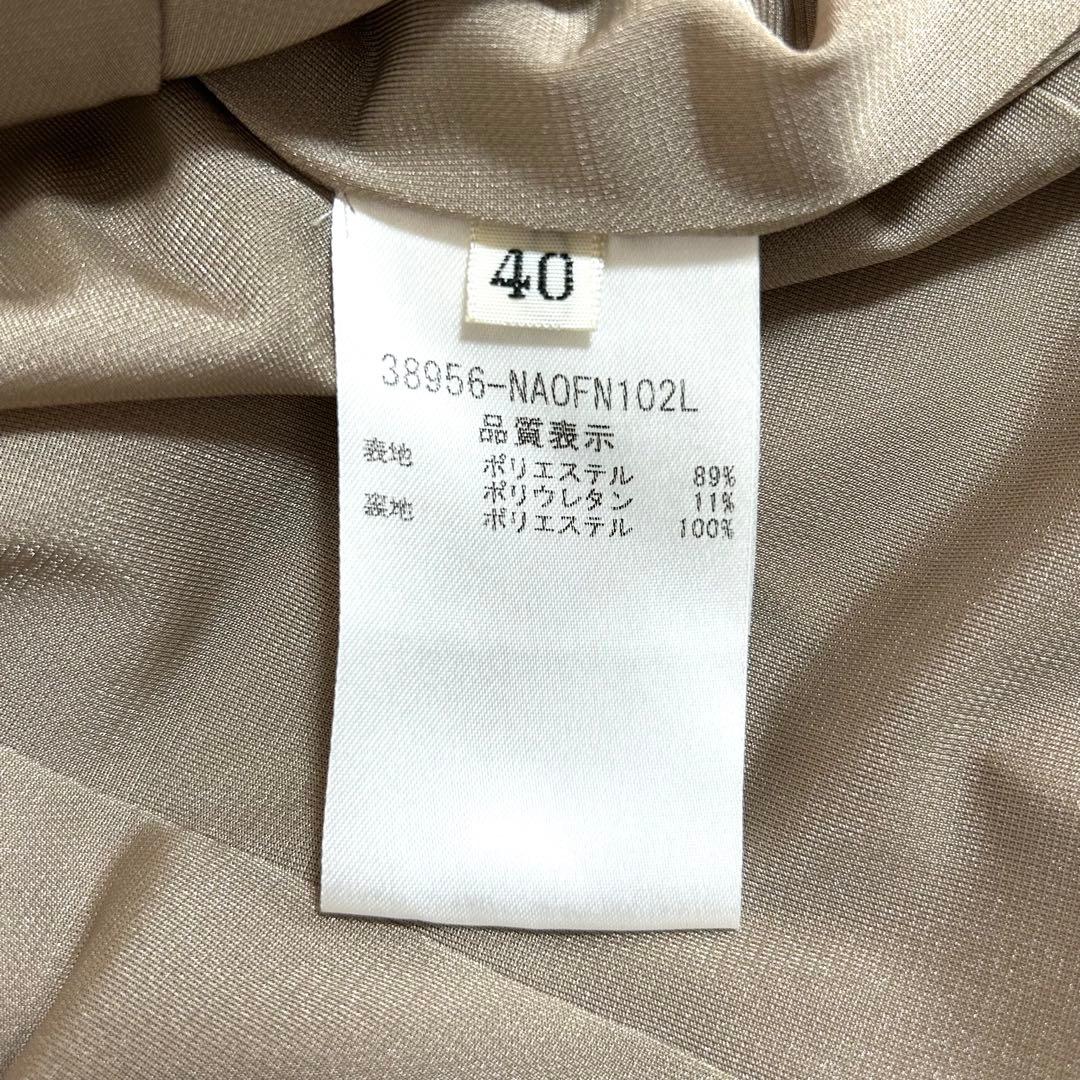 40
38956-NAOFN102L
品質表示
表地 ポリエステル 89%
ポリウレタン 11%
裏地 ポリエステル 100%